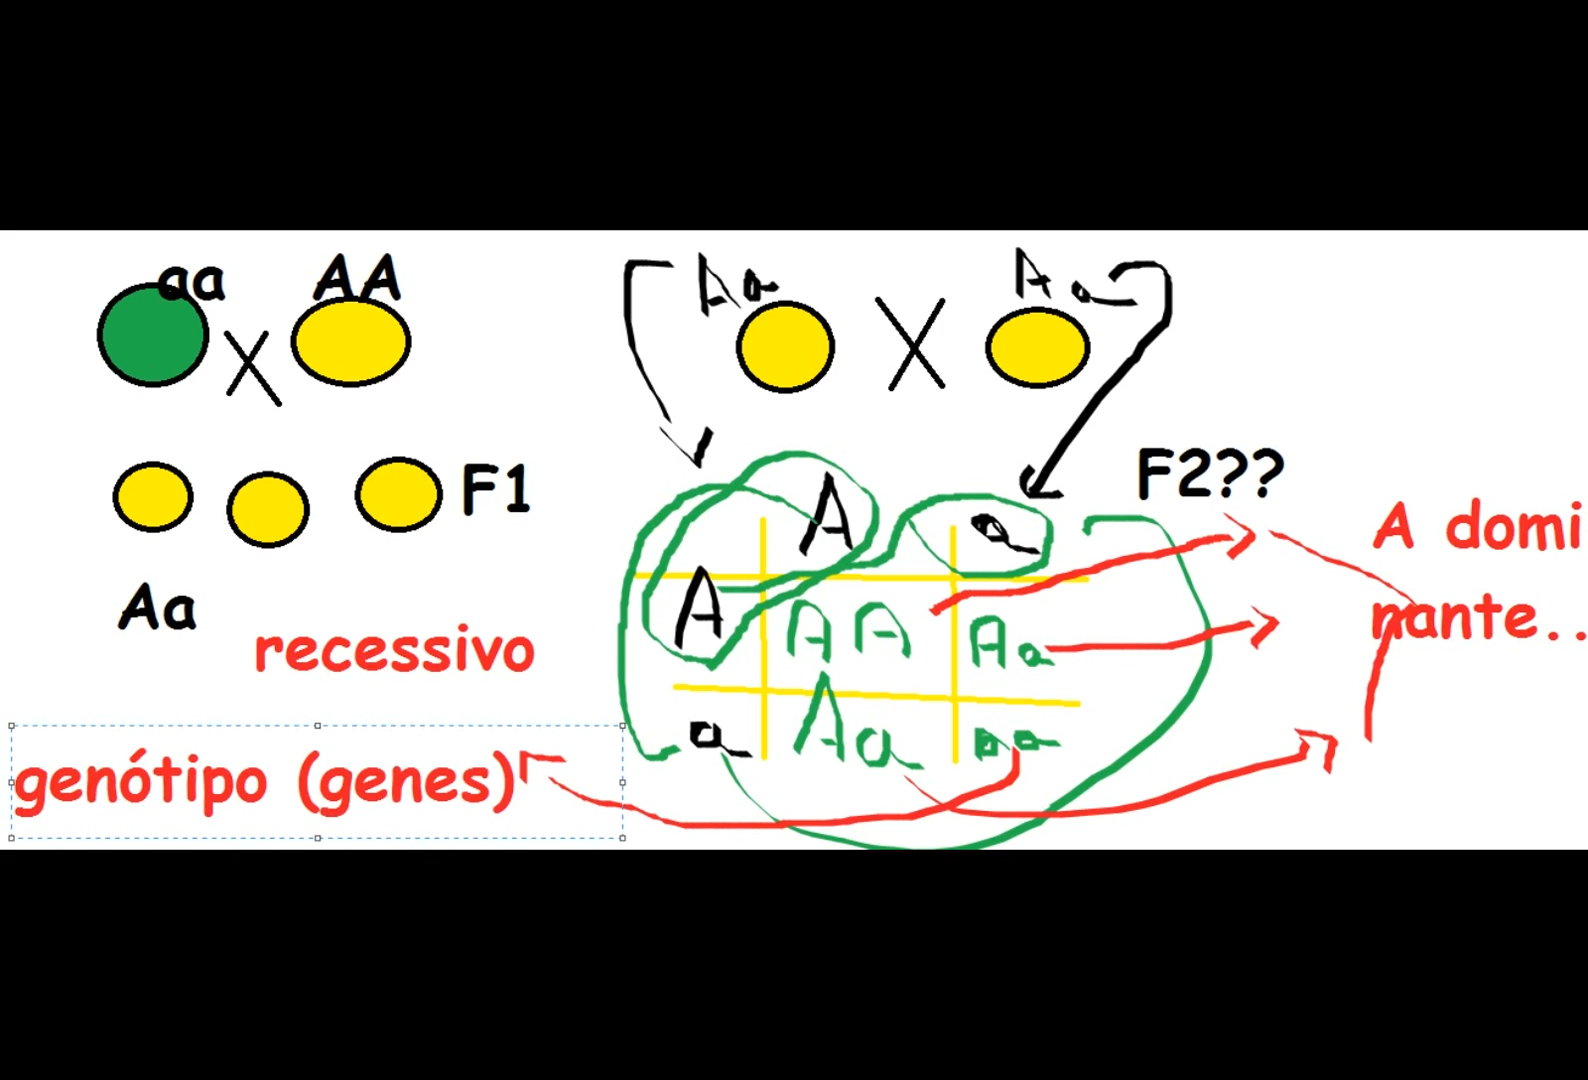 aa AA
X
F1
Aa
recessivo
genótipo (genes)
Aa X Aa
F2??
A a
A AA Aa
a Aa aa
A domi
nante..